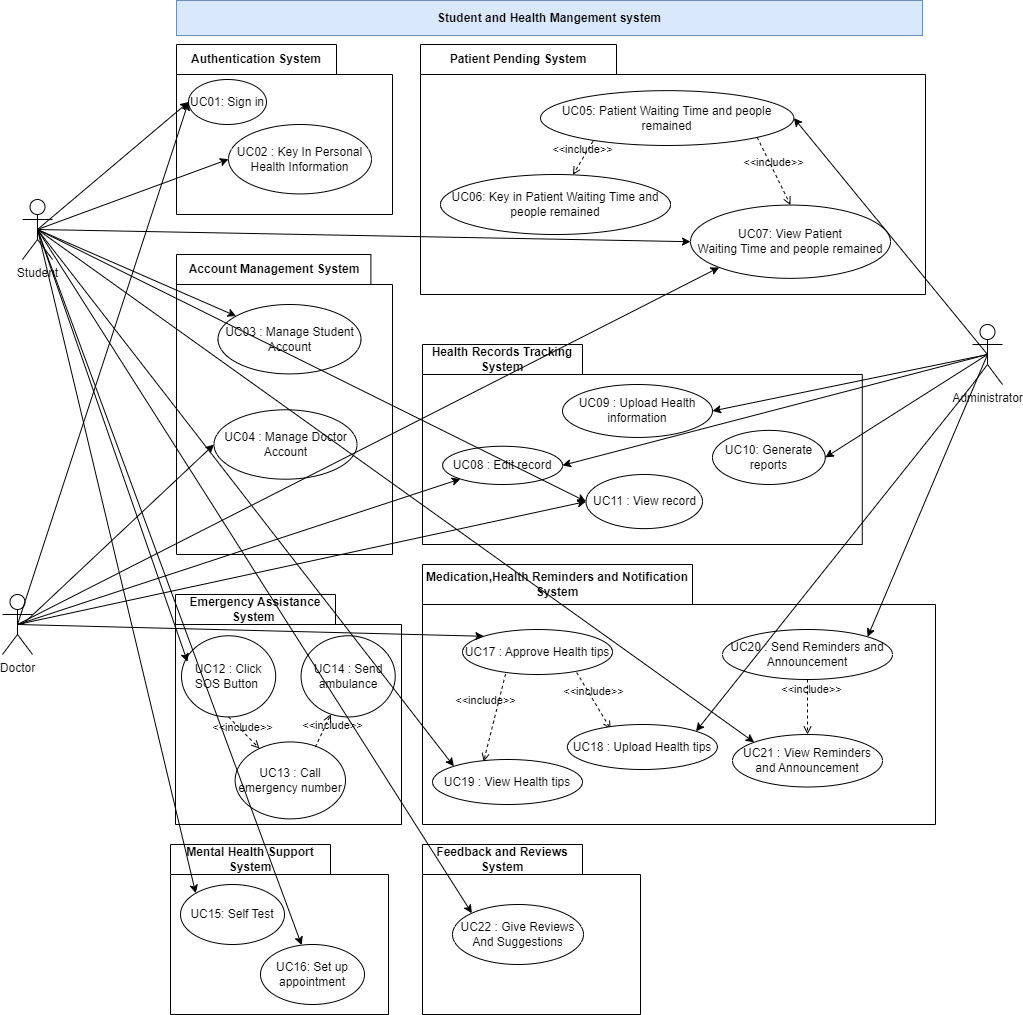 Student and Health Mangement system
Authentication System
UC01: Sign in
UC02 : Key In Personal
Health Information
Patient Pending System
UC05: Patient Waiting Time and people
remained
<<include>>
<<include>>
UC06: Key in Patient Waiting Time and
people remained
UC07: View Patient
Waiting Time and people remained
Student
Account Management System
UC03 : Manage Student
Account
UC04 : Manage Doctor
Account
Health Records Tracking
System
UC09 : Upload Health
information
UC08 : Edit record
UC10: Generate
reports
UC11 : View record
Administrator
Doctor
Emergency Assistance
System
UC12 : Click
SOS Button
UC14 : Send
ambulance
<<include>>
<<include>>
UC13 : Call
emergency number
Medication,Health Reminders and Notification
System
UC17 : Approve Health tips
UC20 : Send Reminders and
Announcement
<<include>>
<<include>>
<<include>>
UC18 : Upload Health tips
UC21 : View Reminders
and Announcement
UC19 : View Health tips
Mental Health Support
System
UC15: Self Test
UC16: Set up
appointment
Feedback and Reviews
System
UC22 : Give Reviews
And Suggestions